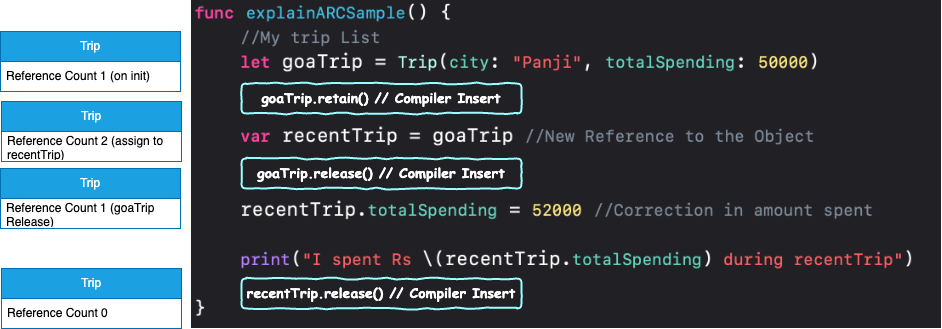 func explainARCSample() {
//My trip List
Trip
let goaTrip = Trip(city: "Panji", totalSpending: 50000)
Reference Count 1 (on init)
goaTrip.retain() // Compiler Insert
Trip
var recentTrip = goaTrip //New Reference to the Object
Reference Count 2 (assign to
recentTrip)
goaTrip.release() // Compiler Insert
Trip
Reference Count 1 (goaTrip
Release)
recentTrip.totalSpending = 52000 //Correction in amount spent
print("I spent Rs \(recentTrip.totalSpending) during recentTrip")
Trip
recentTrip.release() // Compiler Insert
Reference Count 0
}